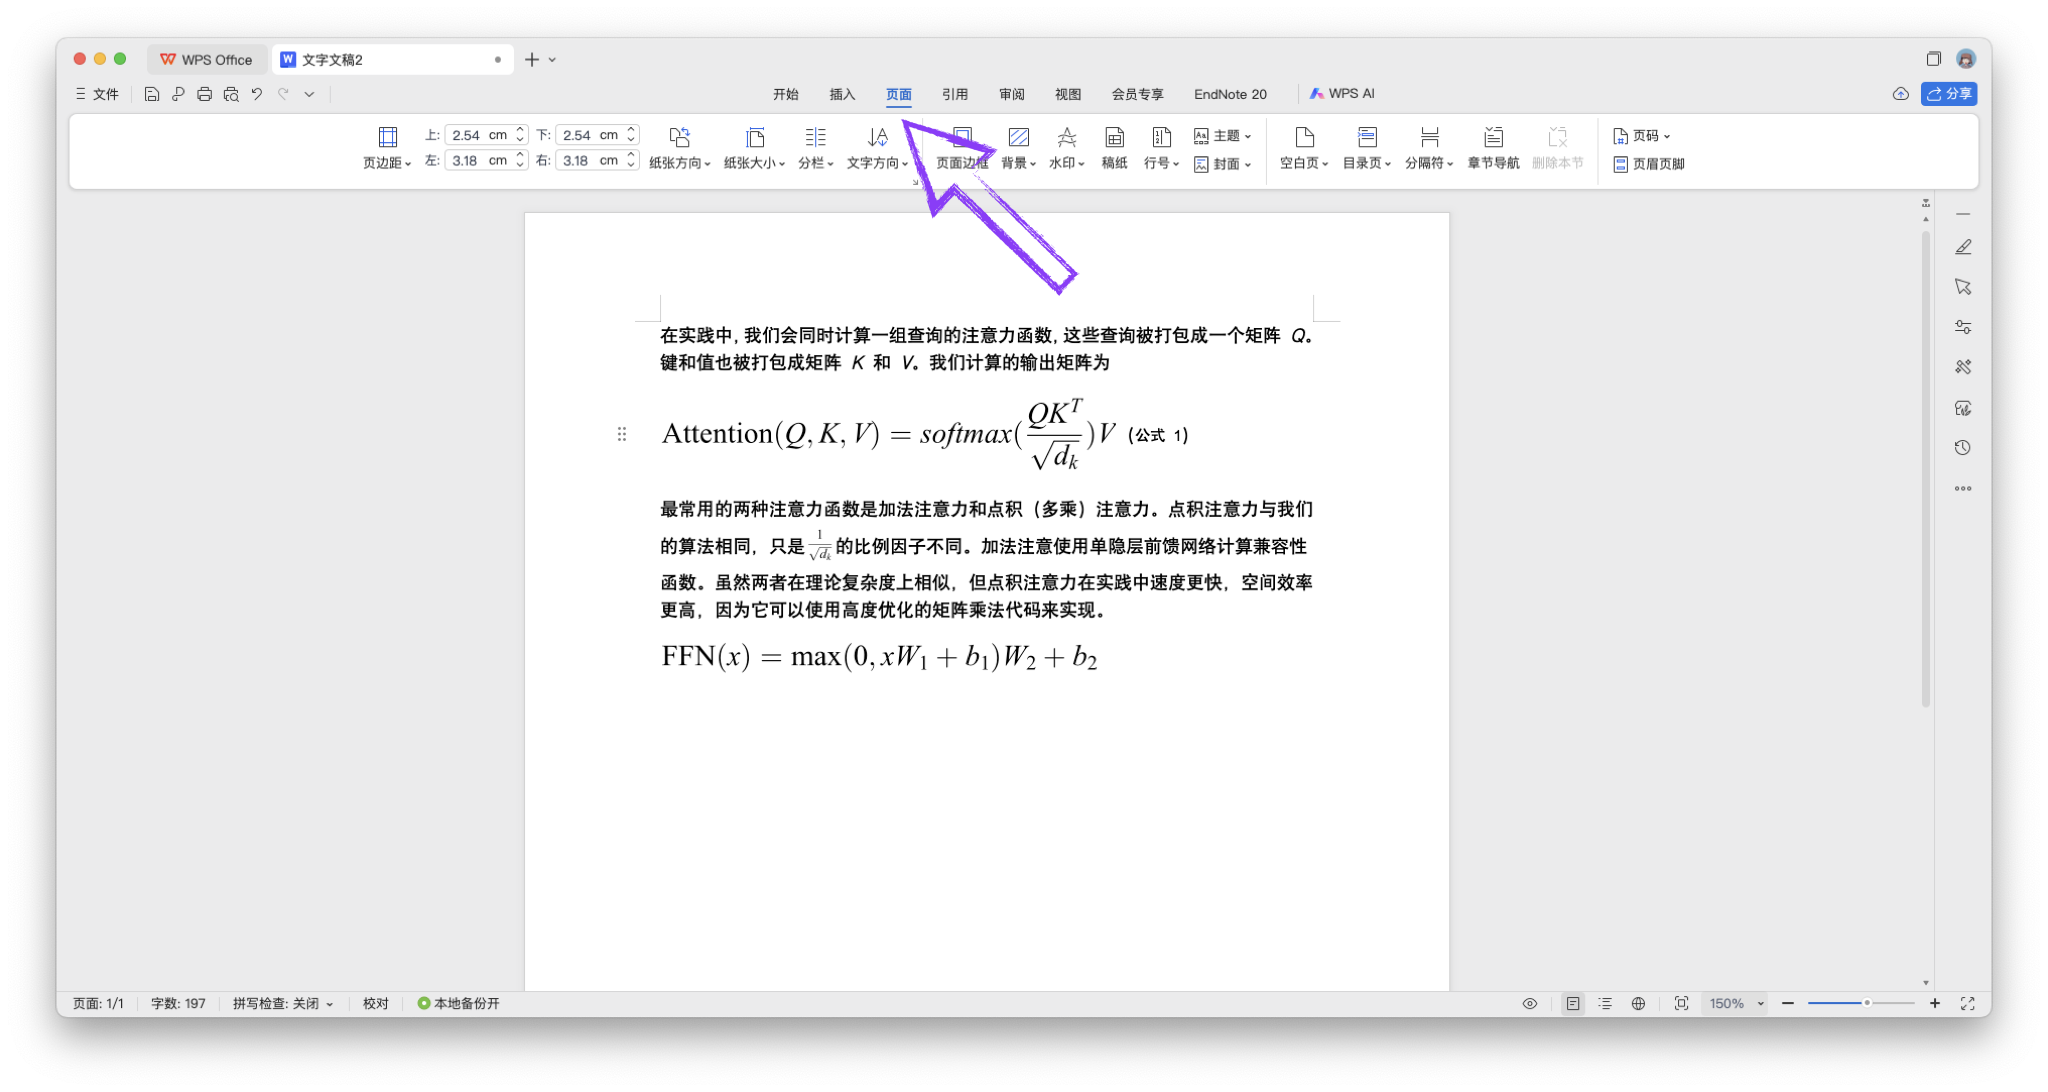 WPS Office
文字文稿2
文件
开始
插入
页面
引用
审阅
视图
会员专享
EndNote 20
WPS AI
分享
页边距
上: 2.54 cm
下: 2.54 cm
左: 3.18 cm
右: 3.18 cm
纸张方向
纸张大小
分栏
文字方向
页面边框
背景
水印
稿纸
行号
主题
封面
空白页
目录页
分隔符
章节导航
删除本节
页码
页眉页脚
在实践中, 我们会同时计算一组查询的注意力函数, 这些查询被打包成一个矩阵 Q。
键和值也被打包成矩阵 K 和 V。我们计算的输出矩阵为
Attention(Q, K, V) = softmax(QK^T/√d_k)V (公式 1)
最常用的两种注意力函数是加法注意力和点积（多乘）注意力。点积注意力与我们
的算法相同，只是 1/√d_k 的比例因子不同。加法注意使用单隐层前馈网络计算兼容性
函数。虽然两者在理论复杂度上相似，但点积注意力在实践中速度更快，空间效率
更高，因为它可以使用高度优化的矩阵乘法代码来实现。
FFN(x) = max(0, xW₁ + b₁)W₂ + b₂
页面: 1/1
字数: 197
拼写检查: 关闭
校对
本地备份开
150%